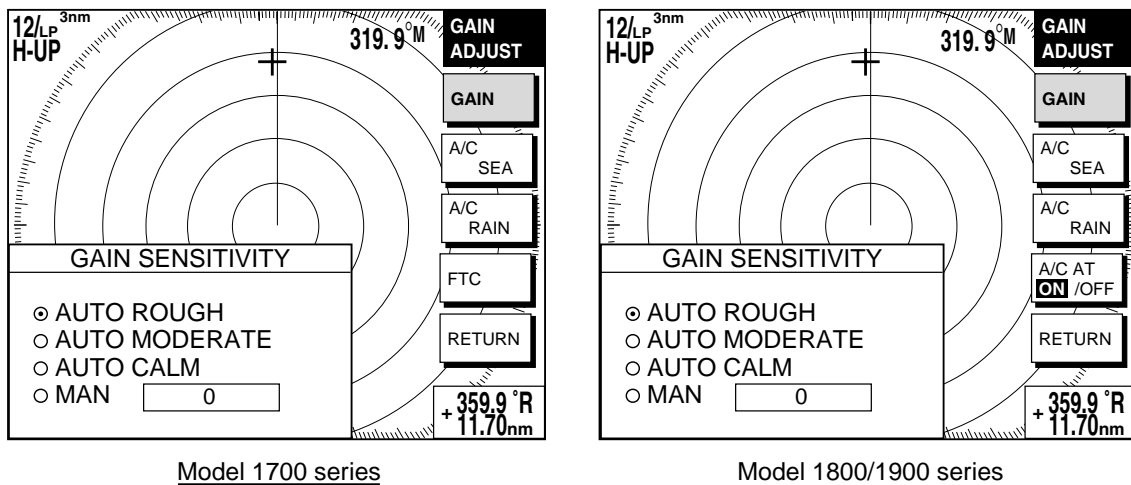 12/LP 3nm
H-UP
319.9°M
GAIN
ADJUST
GAIN
A/C
SEA
A/C
RAIN
FTC
RETURN
GAIN SENSITIVITY
AUTO ROUGH
AUTO MODERATE
AUTO CALM
MAN 0
+ 359.9 °R
11.70nm
Model 1700 series
12/LP 3nm
H-UP
319.9°M
GAIN
ADJUST
GAIN
A/C
SEA
A/C
RAIN
A/C AT
ON /OFF
RETURN
GAIN SENSITIVITY
AUTO ROUGH
AUTO MODERATE
AUTO CALM
MAN 0
+ 359.9 °R
11.70nm
Model 1800/1900 series